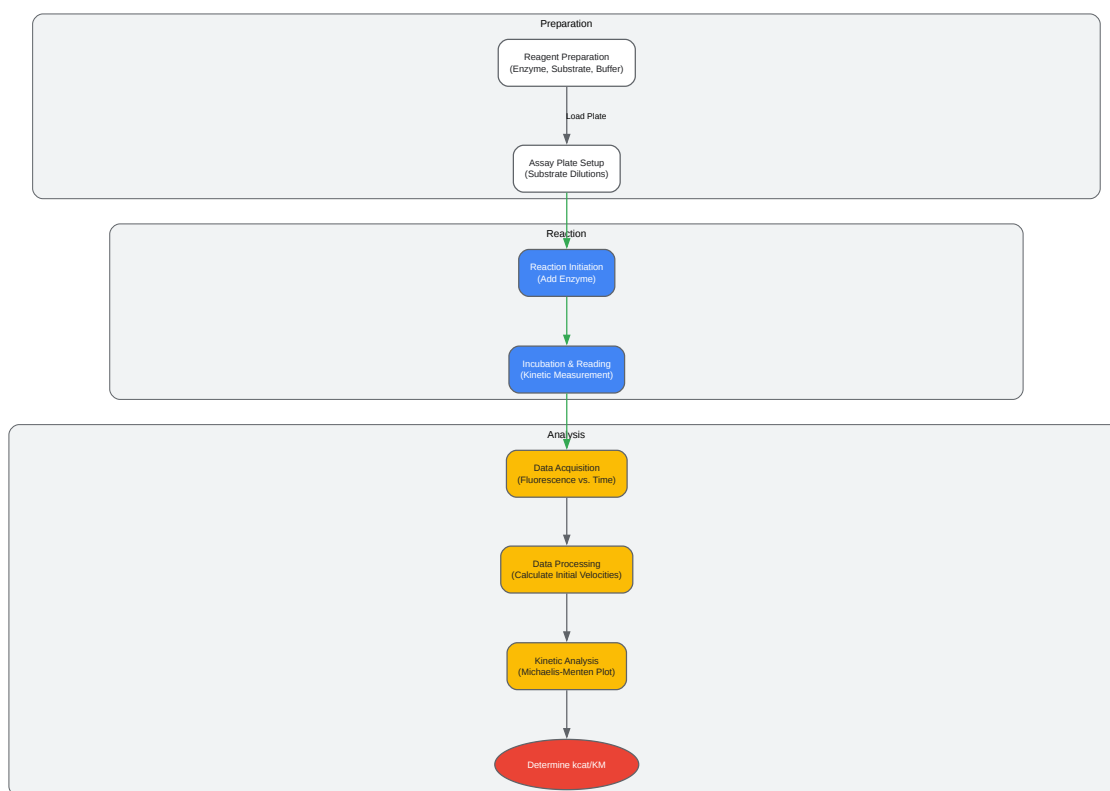 Preparation
Reagent Preparation
(Enzyme, Substrate, Buffer)
Load Plate
Assay Plate Setup
(Substrate Dilutions)
Reaction
Reaction Initiation
(Add Enzyme)
Incubation & Reading
(Kinetic Measurement)
Analysis
Data Acquisition
(Fluorescence vs. Time)
Data Processing
(Calculate Initial Velocities)
Kinetic Analysis
(Michaelis-Menten Plot)
Determine kcat/KM